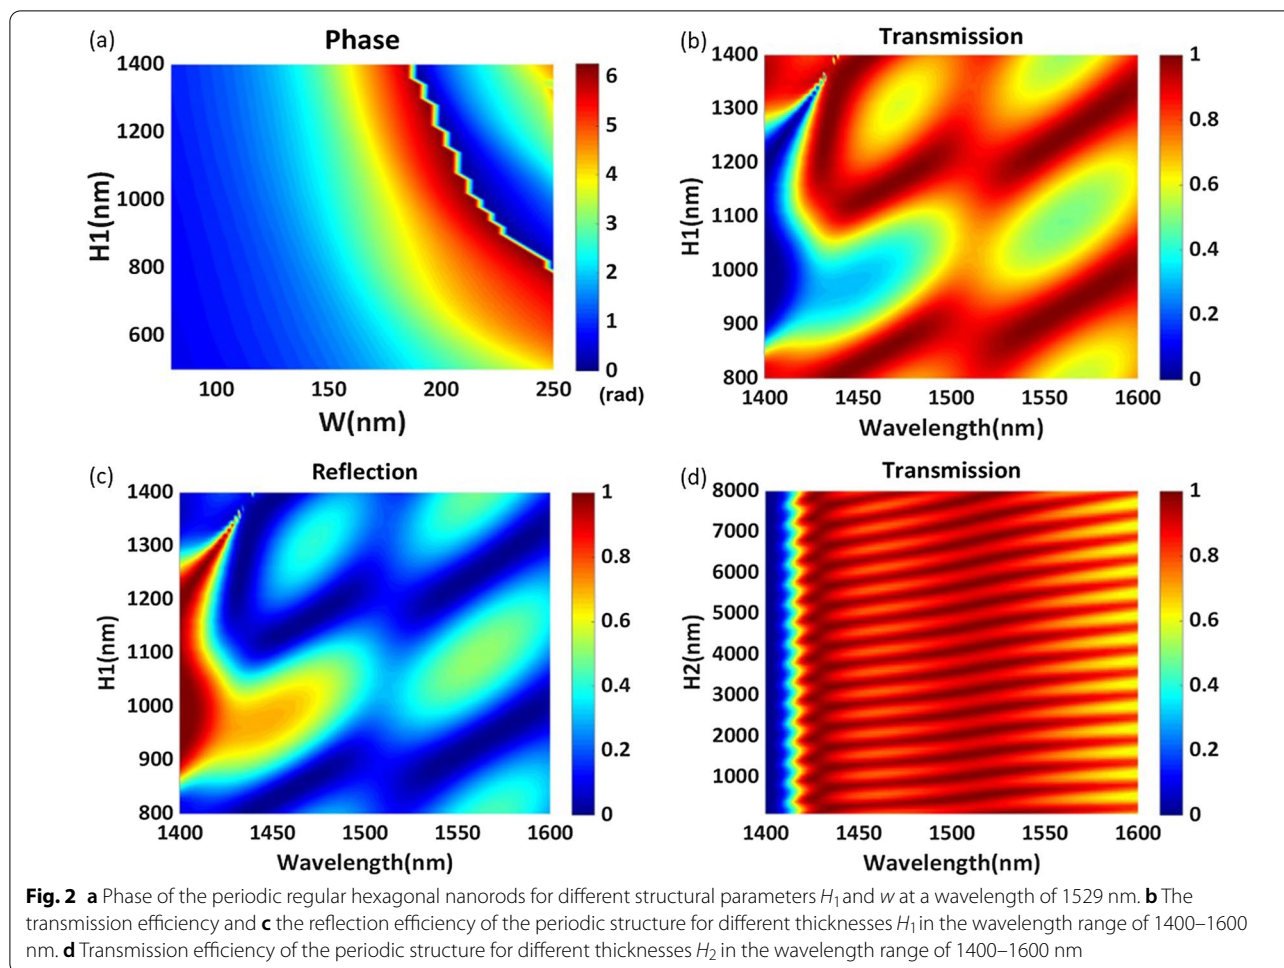 (a)
Phase
1400
1200
1000
800
600
H1(nm)
100 150 200 250
W(nm)
6
5
4
3
2
1
0
(rad)
(b)
Transmission
1400
1300
1200
1100
1000
900
800
H1(nm)
1400 1450 1500 1550 1600
Wavelength(nm)
1
0.8
0.6
0.4
0.2
0
(c)
Reflection
1400
1300
1200
1100
1000
900
800
H1(nm)
1400 1450 1500 1550 1600
Wavelength(nm)
1
0.8
0.6
0.4
0.2
0
(d)
Transmission
8000
7000
6000
5000
4000
3000
2000
1000
H2(nm)
1400 1450 1500 1550 1600
Wavelength(nm)
1
0.8
0.6
0.4
0.2
0
Fig. 2 a Phase of the periodic regular hexagonal nanorods for different structural parameters H₁ and w at a wavelength of 1529 nm. b The
transmission efficiency and c the reflection efficiency of the periodic structure for different thicknesses H₁ in the wavelength range of 1400–1600
nm. d Transmission efficiency of the periodic structure for different thicknesses H₂ in the wavelength range of 1400–1600 nm